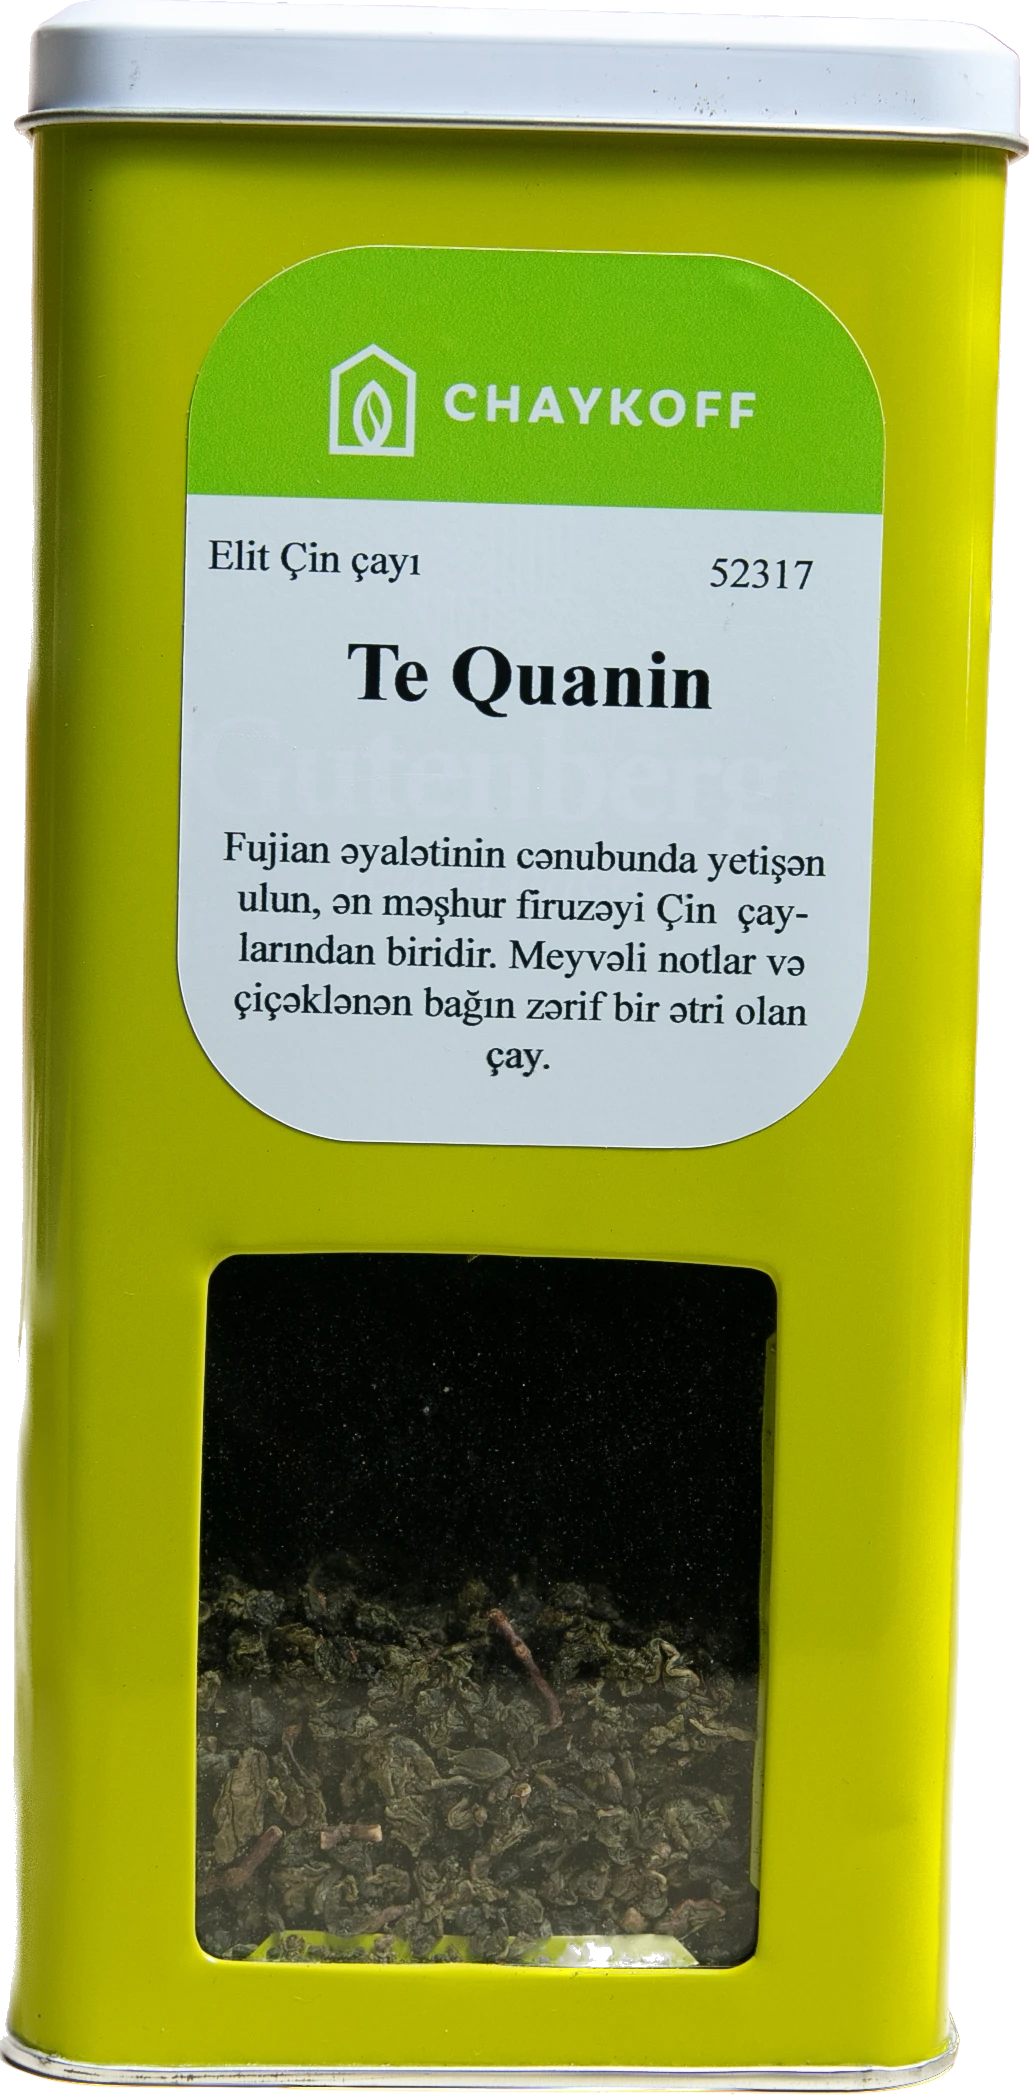 CHAYKOFF
Elit Çin çayı 52317
Te Quanin
Gutenberg
Fujian əyalətinin cənubunda yetişən
ulun, ən məşhur firuzəyi Çin çay-
larından biridir. Meyvəli notlar və
çiçəklənən bağın zərif bir ətri olan
çay.